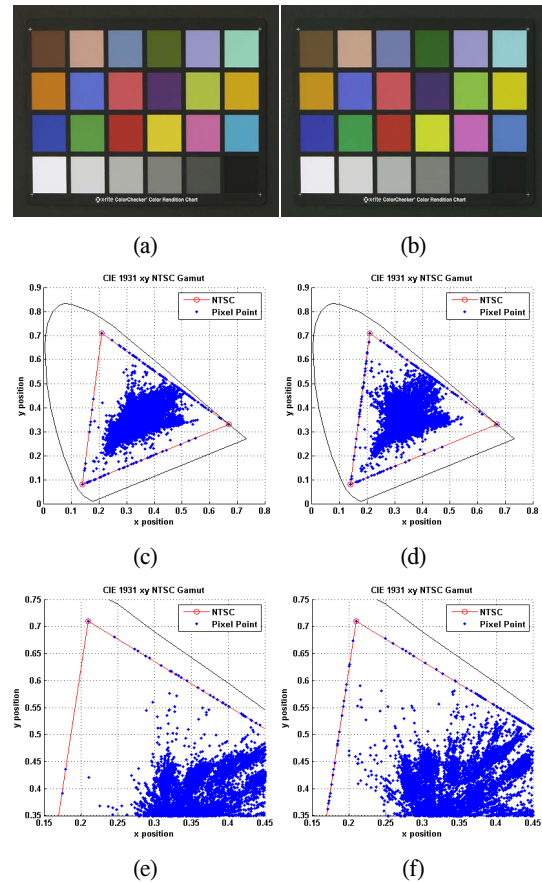 x-rite ColorChecker® Color Rendition Chart
x-rite ColorChecker® Color Rendition Chart
(a)
(b)
CIE 1931 xy NTSC Gamut
NTSC
Pixel Point
y position
0.9
0.8
0.7
0.6
0.5
0.4
0.3
0.2
0.1
0
0 0.1 0.2 0.3 0.4 0.5 0.6 0.7 0.8
x position
CIE 1931 xy NTSC Gamut
NTSC
Pixel Point
y position
0.9
0.8
0.7
0.6
0.5
0.4
0.3
0.2
0.1
0
0 0.1 0.2 0.3 0.4 0.5 0.6 0.7 0.8
x position
(c)
(d)
CIE 1931 xy NTSC Gamut
NTSC
Pixel Point
y position
0.75
0.7
0.65
0.6
0.55
0.5
0.45
0.4
0.35
0.15 0.2 0.25 0.3 0.35 0.4 0.45
x position
CIE 1931 xy NTSC Gamut
NTSC
Pixel Point
y position
0.75
0.7
0.65
0.6
0.55
0.5
0.45
0.4
0.35
0.15 0.2 0.25 0.3 0.35 0.4 0.45
x position
(e)
(f)